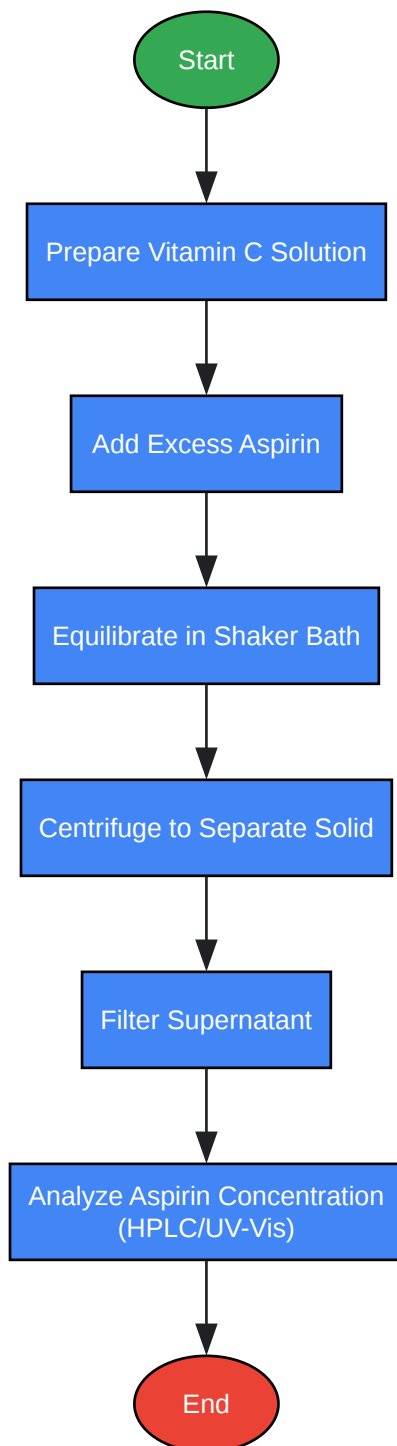 Start
Prepare Vitamin C Solution
Add Excess Aspirin
Equilibrate in Shaker Bath
Centrifuge to Separate Solid
Filter Supernatant
Analyze Aspirin Concentration
(HPLC/UV-Vis)
End